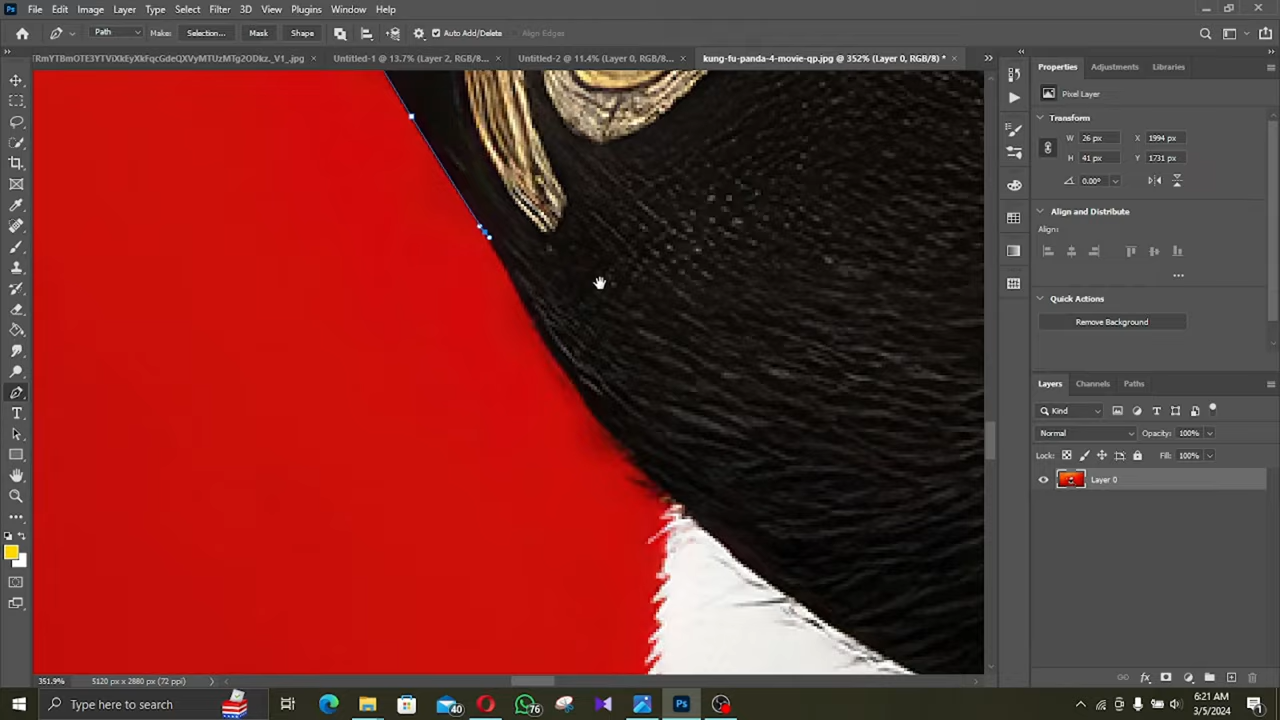 File Edit Image Layer Type Select Filter 3D View Plugins Window Help
Path Make: Selection... Mask Shape Auto Add/Delete Align Edges
Untitled-1 @ 13.7% (Layer 2, RGB/8... × Untitled-2 @ 11.4% (Layer 0, RGB/8... × kung-fu-panda-4-movie-qp.jpg @ 352% (Layer 0, RGB/8) * ×
Properties Adjustments Libraries
Pixel Layer
Transform
W 26 px X 1994 px
H 41 px Y 1731 px
0.00°
Align and Distribute
Align:
Quick Actions
Remove Background
Layers Channels Paths
Kind
Normal Opacity: 100%
Lock: Fill: 100%
Layer 0
351.9% 5120 px x 2880 px (72 ppi)
Type here to search 40 76 Ps 6:21 AM
3/5/2024